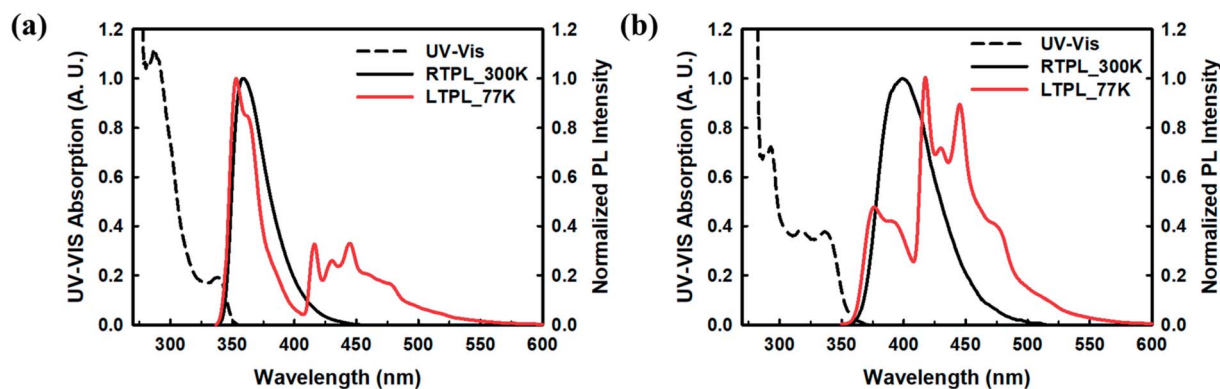 (a)
UV-VIS Absorption (A. U.)
1.2
1.0
0.8
0.6
0.4
0.2
0.0
UV-Vis
RTPL_300K
LTPL_77K
1.2
1.0
0.8
0.6
0.4
0.2
0.0
Normalized PL Intensity
300 350 400 450 500 550 600
Wavelength (nm)
(b)
UV-VIS Absorption (A. U.)
1.2
1.0
0.8
0.6
0.4
0.2
0.0
UV-Vis
RTPL_300K
LTPL_77K
1.2
1.0
0.8
0.6
0.4
0.2
0.0
Normalized PL Intensity
300 350 400 450 500 550 600
Wavelength (nm)